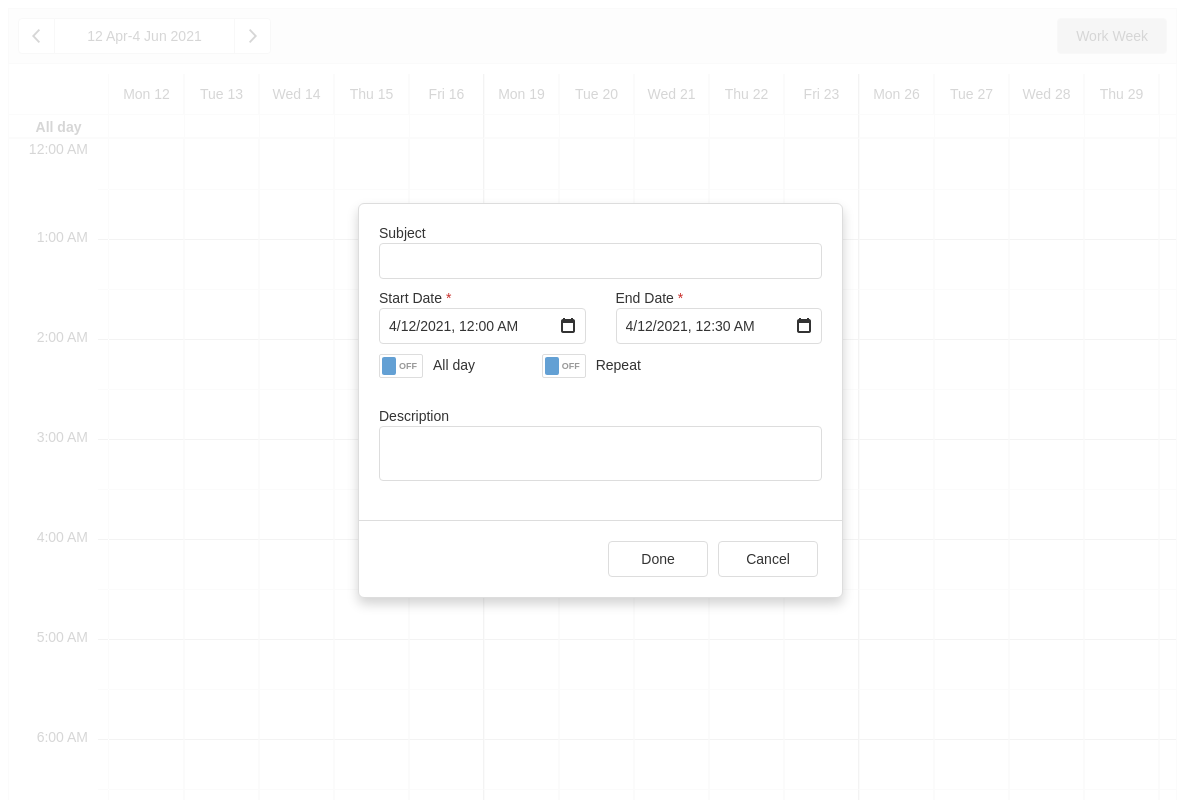 12 Apr-4 Jun 2021
Work Week
Mon 12 Tue 13 Wed 14 Thu 15 Fri 16 Mon 19 Tue 20 Wed 21 Thu 22 Fri 23 Mon 26 Tue 27 Wed 28 Thu 29
All day
12:00 AM
1:00 AM
2:00 AM
3:00 AM
4:00 AM
5:00 AM
6:00 AM
Subject
Start Date * End Date *
4/12/2021, 12:00 AM 4/12/2021, 12:30 AM
OFF All day OFF Repeat
Description
Done Cancel